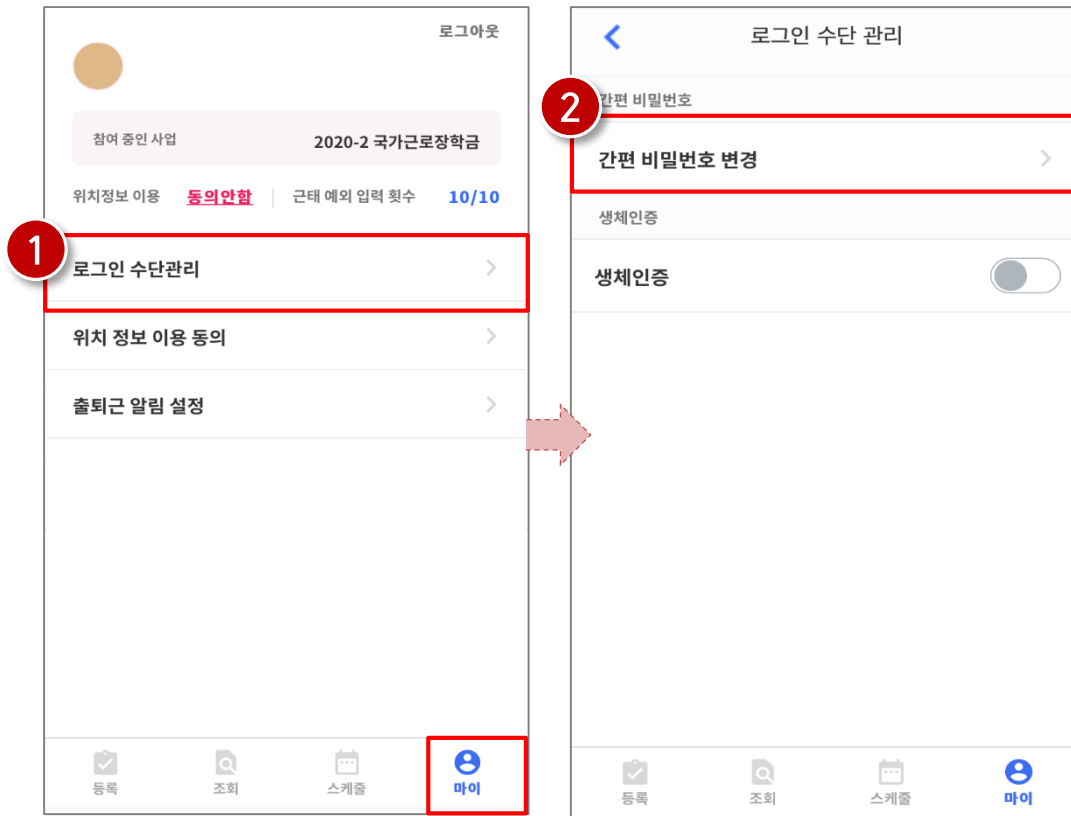 로그아웃
참여 중인 사업 2020-2 국가근로장학금
위치정보 이용 동의안함 근태 예외 입력 횟수 10/10
1
로그인 수단관리
위치 정보 이용 동의
출퇴근 알림 설정
등록 조회 스케줄 마이
로그인 수단 관리
2
간편 비밀번호
간편 비밀번호 변경
생체인증
생체인증
등록 조회 스케줄 마이